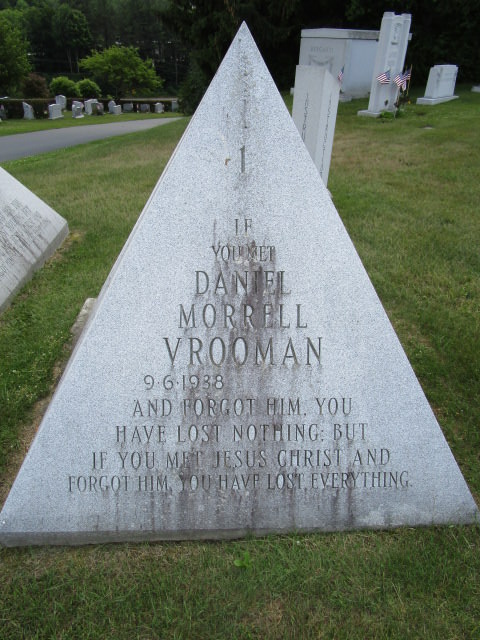 1
IF
YOU MET
DANIEL
MORRELL
VROOMAN
9·6·1938
AND FORGOT HIM, YOU
HAVE LOST NOTHING; BUT
IF YOU MET JESUS CHRIST AND
FORGOT HIM, YOU HAVE LOST EVERYTHING.